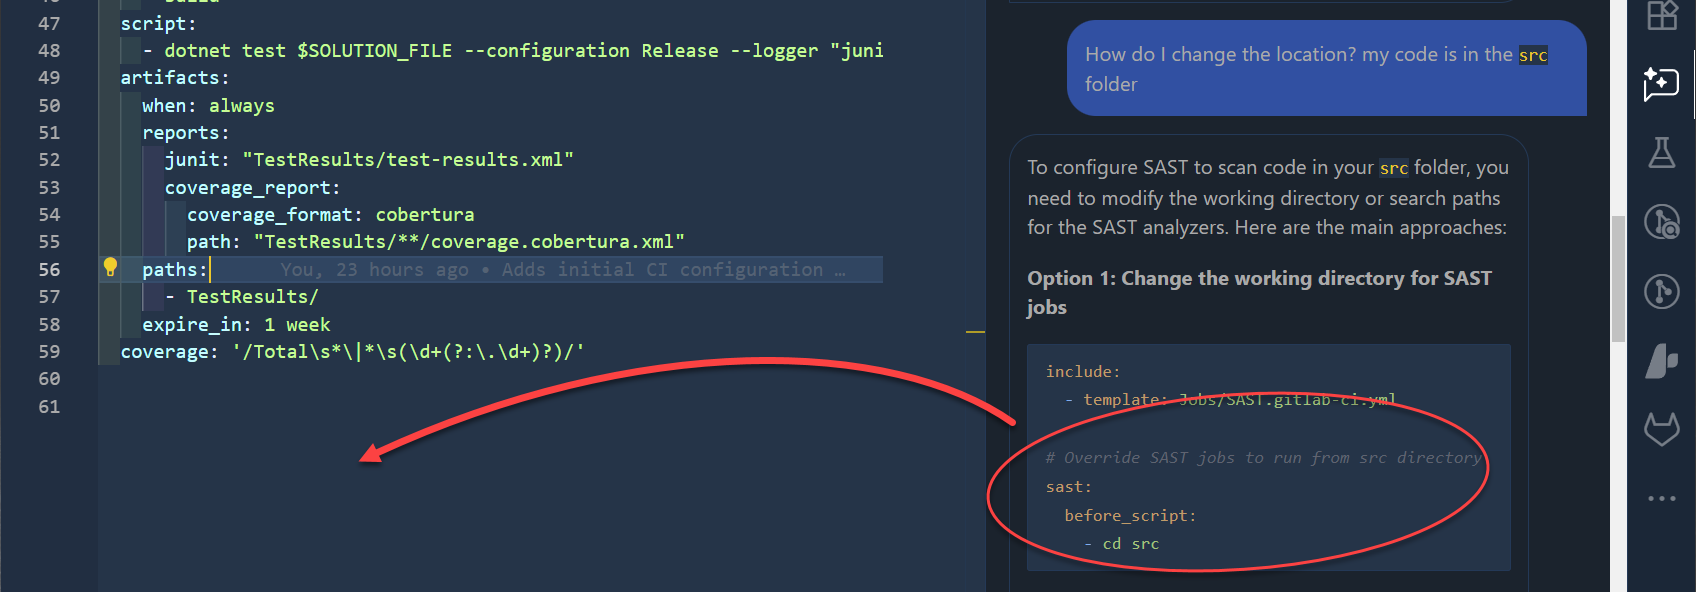 47 script:
48 - dotnet test $SOLUTION_FILE --configuration Release --logger "juni
49 artifacts:
50 when: always
51 reports:
52 junit: "TestResults/test-results.xml"
53 coverage_report:
54 coverage_format: cobertura
55 path: "TestResults/**/coverage.cobertura.xml"
56 paths: You, 23 hours ago • Adds initial CI configuration …
57 - TestResults/
58 expire_in: 1 week
59 coverage: '/Total\s*\|*\s(\d+(?:\.\d+)?)/'
60
61
How do I change the location? my code is in the src
folder
To configure SAST to scan code in your src folder, you
need to modify the working directory or search paths
for the SAST analyzers. Here are the main approaches:
Option 1: Change the working directory for SAST
jobs
include:
- template: Jobs/SAST.gitlab-ci.yml
# Override SAST jobs to run from src directory
sast:
before_script:
- cd src